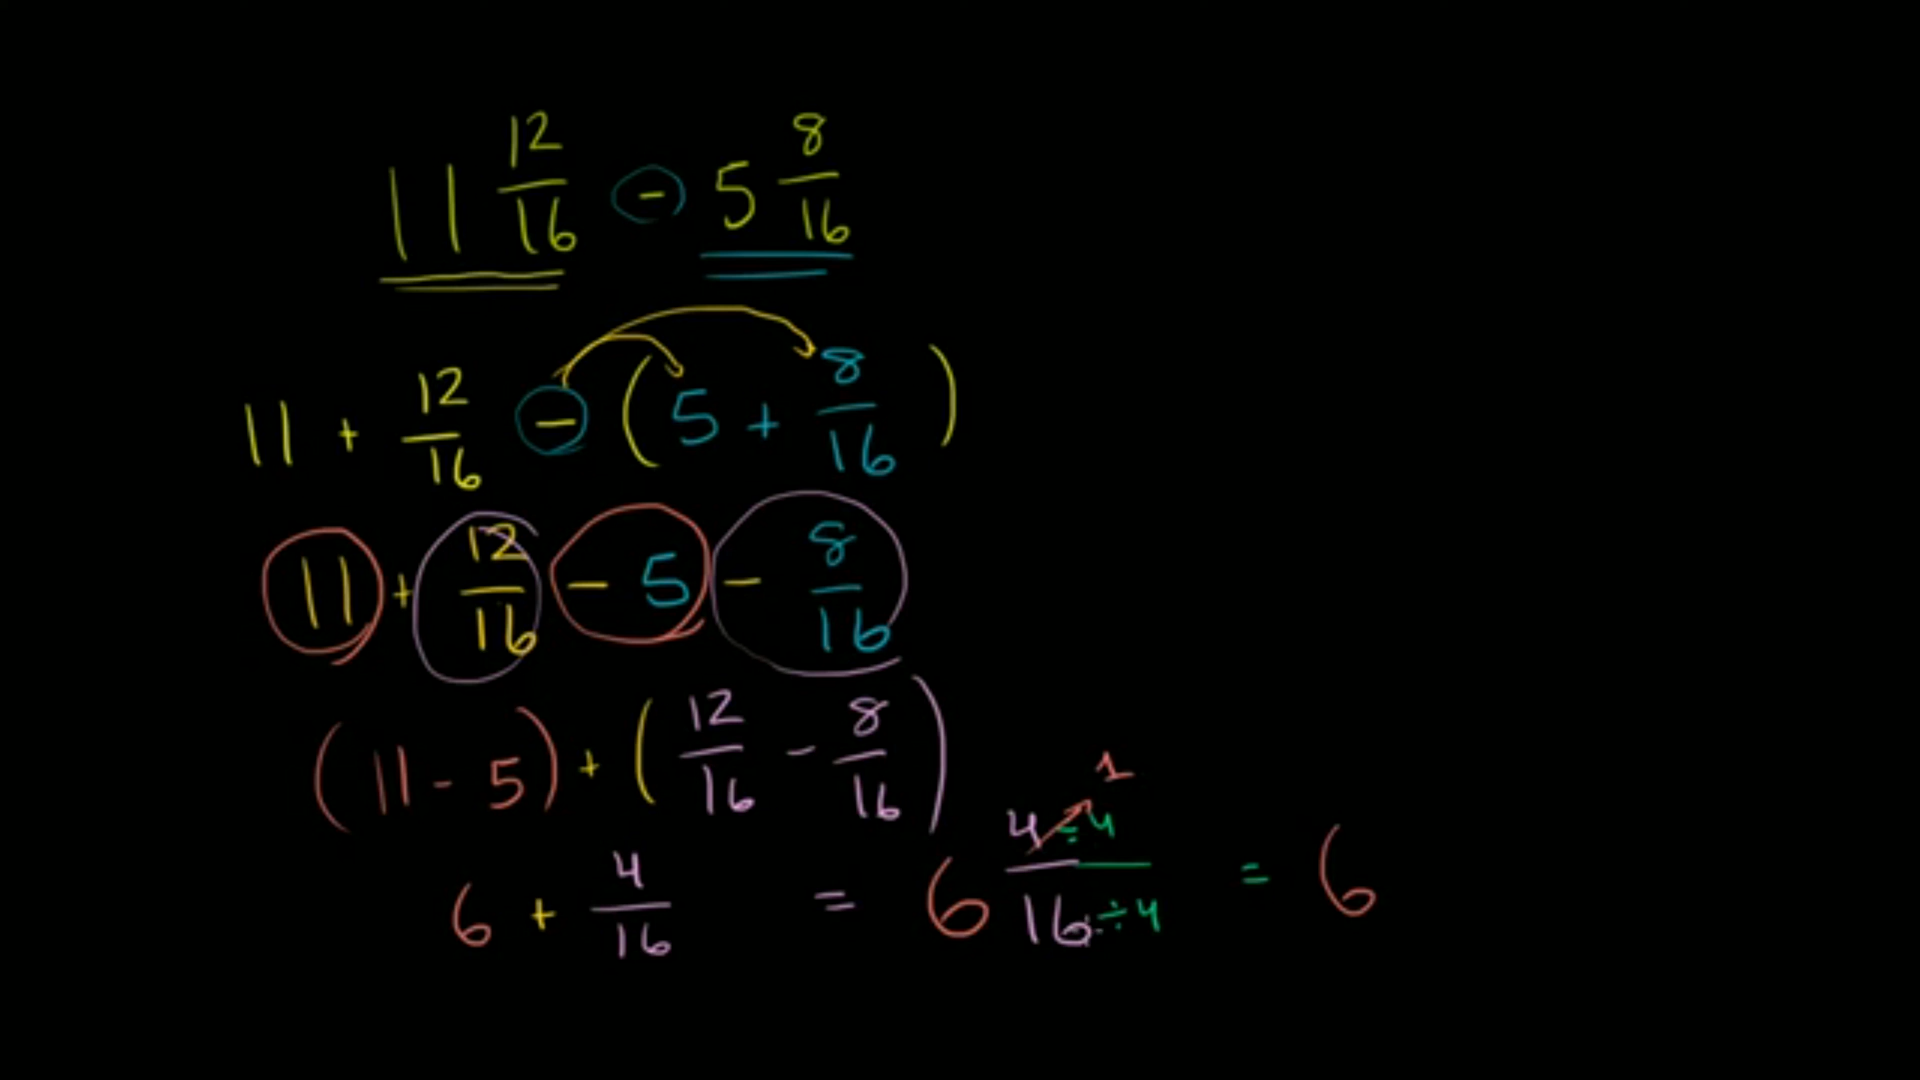 11 12/16 - 5 8/16
11 + 12/16 - (5 + 8/16)
11 + 12/16 - 5 - 8/16
(11 - 5) + (12/16 - 8/16)
1
6 + 4/16 = 6 4÷4/16÷4 = 6